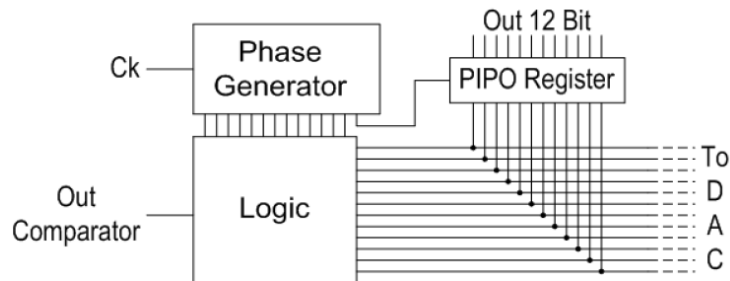 Out 12 Bit
Phase
Generator
Ck
PIPO Register
To
D
Out
Comparator
Logic
A
C